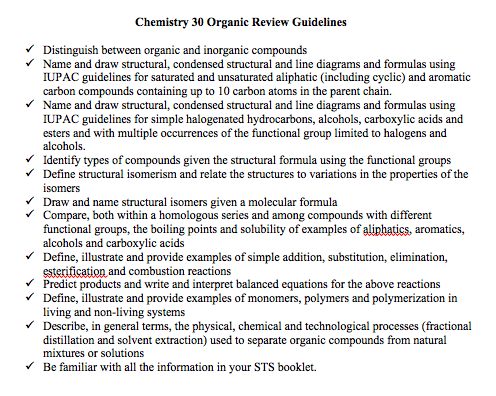 Chemistry 30 Organic Review Guidelines
✓ Distinguish between organic and inorganic compounds
✓ Name and draw structural, condensed structural and line diagrams and formulas using
IUPAC guidelines for saturated and unsaturated aliphatic (including cyclic) and aromatic
carbon compounds containing up to 10 carbon atoms in the parent chain.
✓ Name and draw structural, condensed structural and line diagrams and formulas using
IUPAC guidelines for simple halogenated hydrocarbons, alcohols, carboxylic acids and
esters and with multiple occurrences of the functional group limited to halogens and
alcohols.
✓ Identify types of compounds given the structural formula using the functional groups
✓ Define structural isomerism and relate the structures to variations in the properties of the
isomers
✓ Draw and name structural isomers given a molecular formula
✓ Compare, both within a homologous series and among compounds with different
functional groups, the boiling points and solubility of examples of aliphatics, aromatics,
alcohols and carboxylic acids
✓ Define, illustrate and provide examples of simple addition, substitution, elimination,
esterification and combustion reactions
✓ Predict products and write and interpret balanced equations for the above reactions
✓ Define, illustrate and provide examples of monomers, polymers and polymerization in
living and non-living systems
✓ Describe, in general terms, the physical, chemical and technological processes (fractional
distillation and solvent extraction) used to separate organic compounds from natural
mixtures or solutions
✓ Be familiar with all the information in your STS booklet.